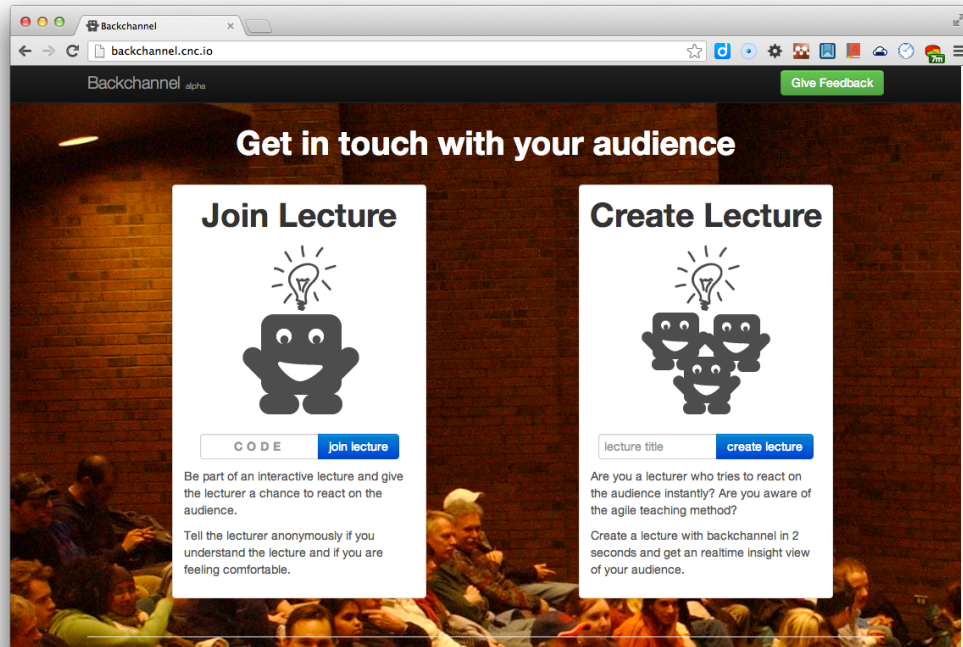 Backchannel
backchannel.cnc.io
7m
Backchannel alpha
Give Feedback
Get in touch with your audience
Join Lecture
CODE
join lecture
Be part of an interactive lecture and give
the lecturer a chance to react on the
audience.
Tell the lecturer anonymously if you
understand the lecture and if you are
feeling comfortable.
Create Lecture
lecture title
create lecture
Are you a lecturer who tries to react on
the audience instantly? Are you aware of
the agile teaching method?
Create a lecture with backchannel in 2
seconds and get an realtime insight view
of your audience.